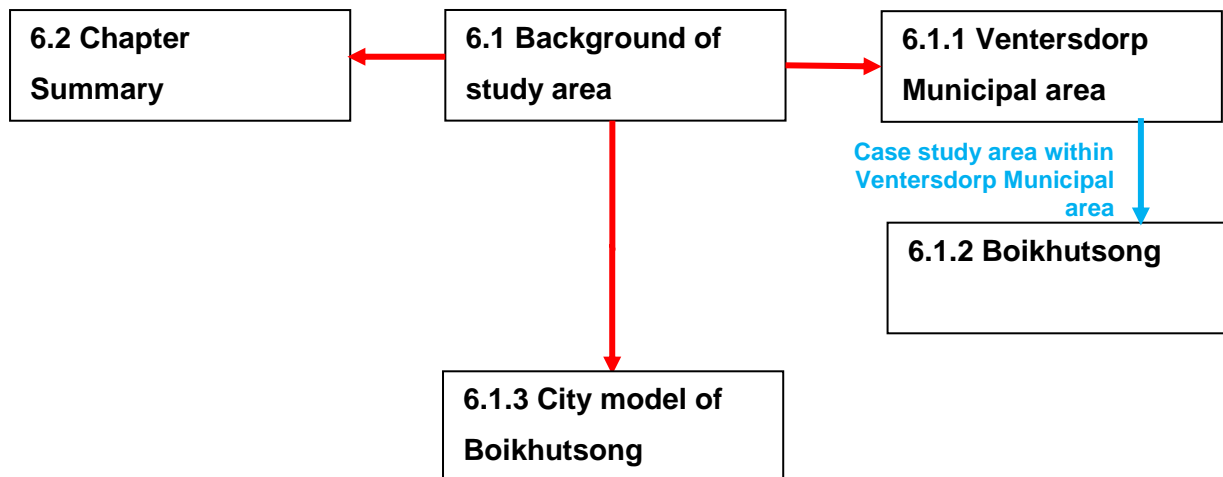 6.2 Chapter
Summary
6.1 Background of
study area
6.1.1 Ventersdorp
Municipal area
Case study area within
Ventersdorp Municipal
area
6.1.2 Boikhutsong
6.1.3 City model of
Boikhutsong